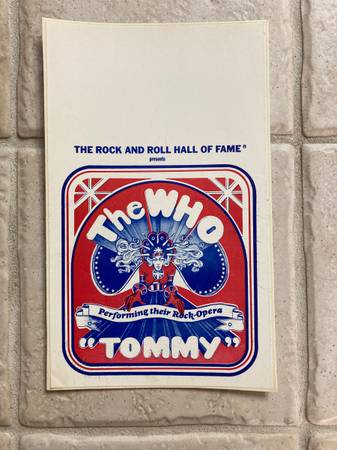 THE ROCK AND ROLL HALL OF FAME®
presents
The WHO
Performing their Rock-Opera
"TOMMY"